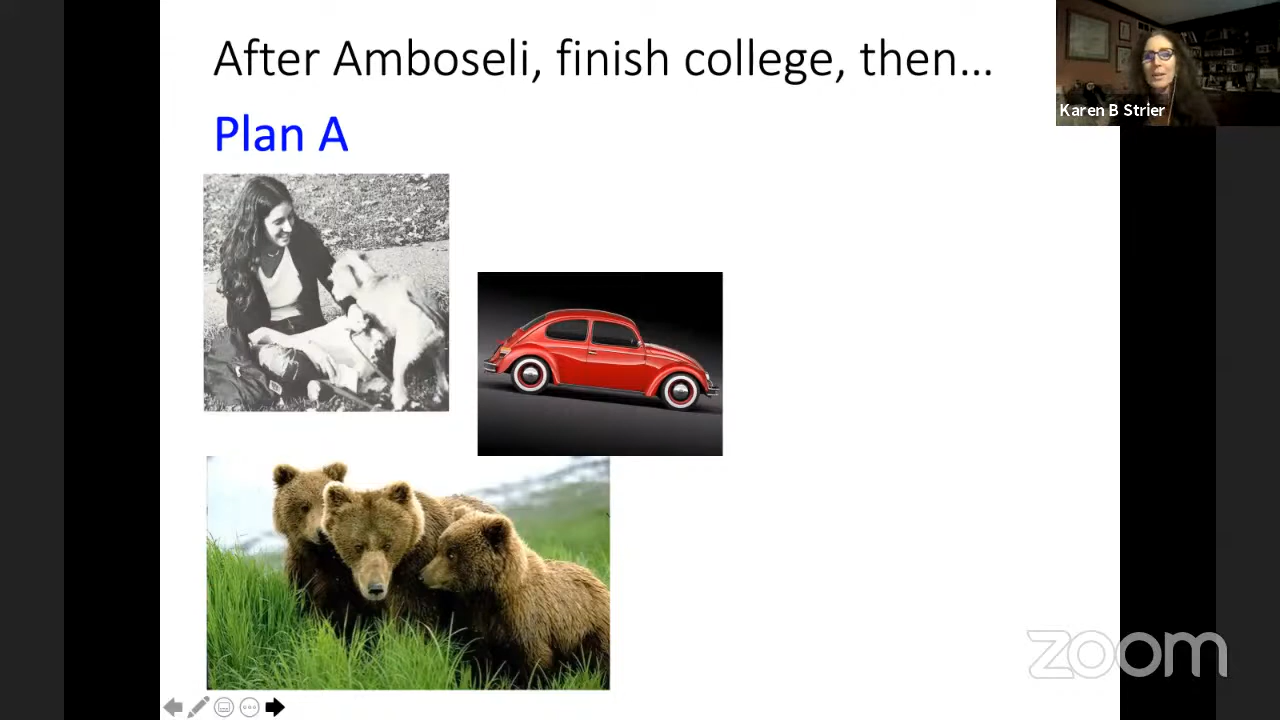 After Amboseli, finish college, then…
Plan A
Karen B Strier
zoom